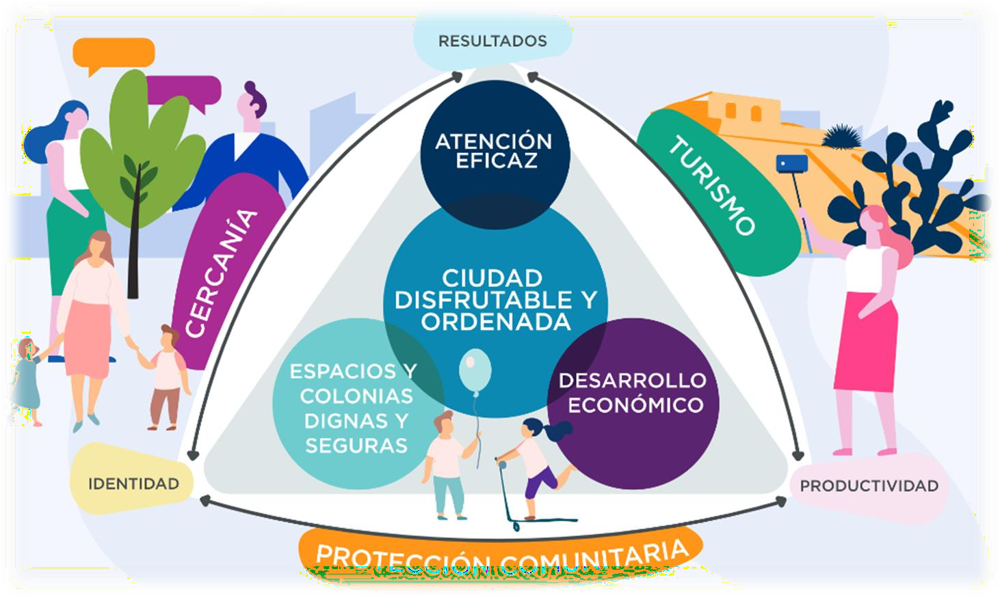 RESULTADOS
ATENCIÓN
EFICAZ
TURISMO
CERCANÍA
CIUDAD
DISFRUTABLE Y
ORDENADA
ESPACIOS Y
COLONIAS
DIGNAS Y
SEGURAS
DESARROLLO
ECONÓMICO
IDENTIDAD
PRODUCTIVIDAD
PROTECCIÓN COMUNITARIA